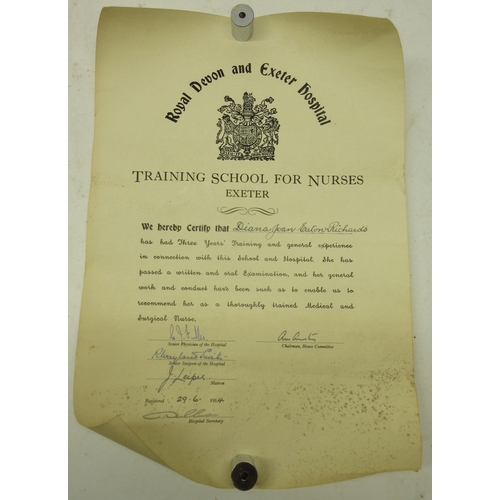 Royal Devon and Exeter Hospital
TRAINING SCHOOL FOR NURSES
EXETER
We hereby Certify that Diana Joan Eaton Richards
has had Three Years' Training and general experience
in connection with this School and Hospital. She has
passed a written and oral Examination, and her general
work and conduct have been such as to enable us to
recommend her as a thoroughly trained Medical and
Surgical Nurse.
Senior Physician of the Hospital
Chairman, House Committee
Senior Surgeon of the Hospital
J. Leiper
Matron
Registered 29.6.
Hospital Secretary